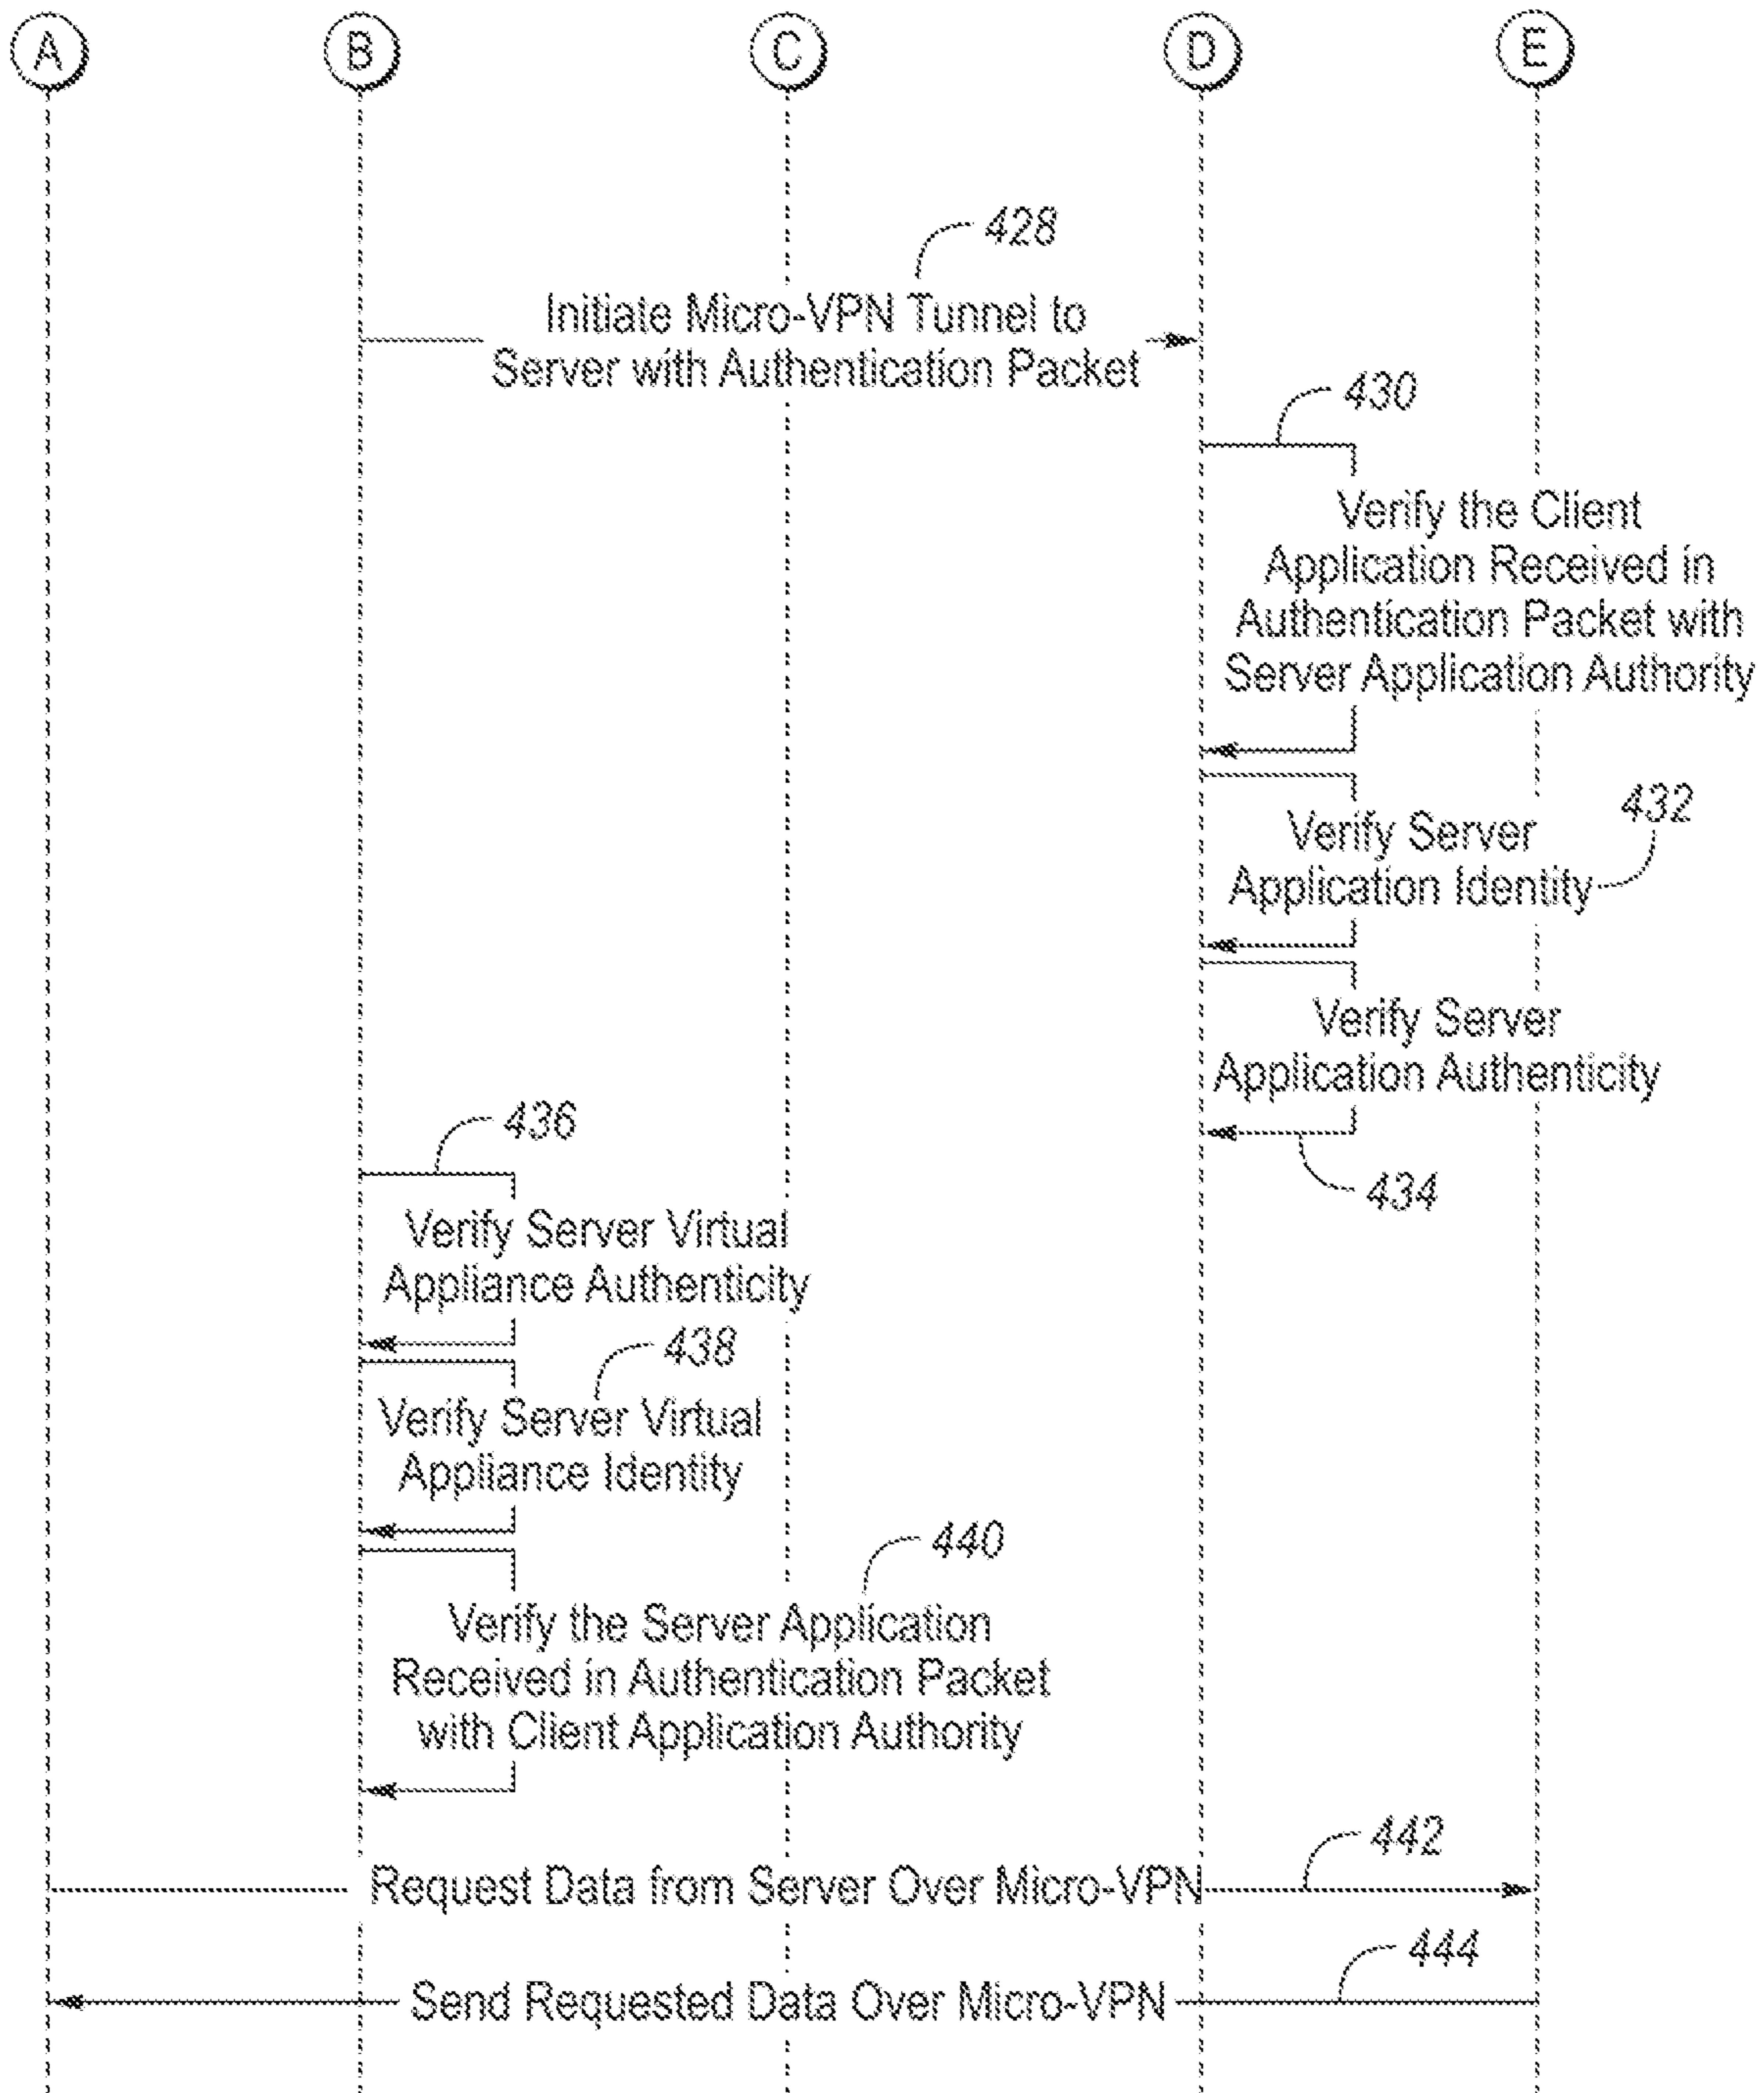 A B C D E
428
Initiate Micro-VPN Tunnel to
Server with Authentication Packet
430
Verify the Client
Application Received in
Authentication Packet with
Server Application Authority
432
Verify Server
Application Identity
Verify Server
Application Authenticity
434
436
Verify Server Virtual
Appliance Authenticity
438
Verify Server Virtual
Appliance Identity
440
Verify the Server Application
Received in Authentication Packet
with Client Application Authority
442
Request Data from Server Over Micro-VPN
444
Send Requested Data Over Micro-VPN